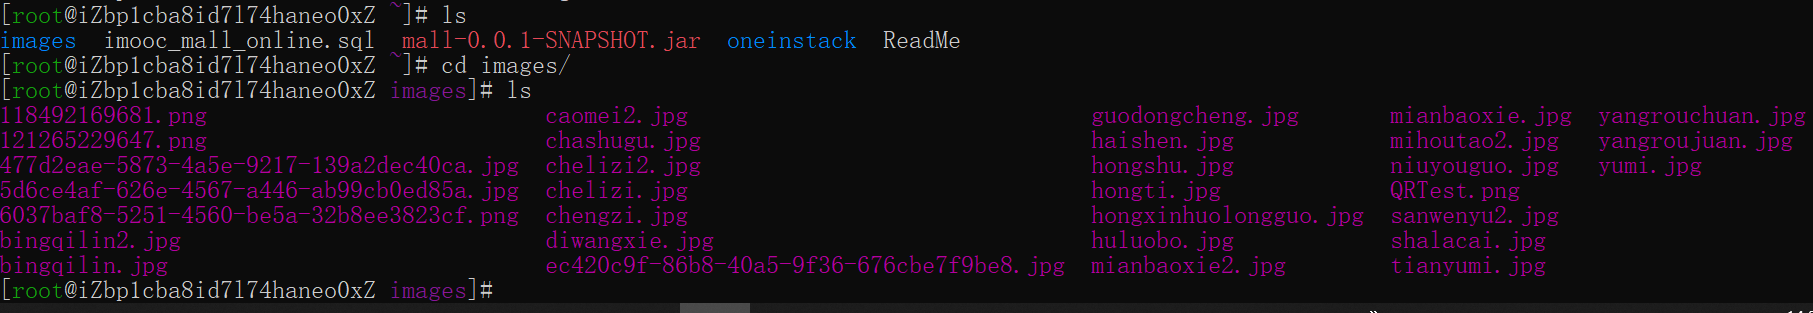 [root@iZbp1cba8id7l74haneo0xZ ~]# ls
images  imooc_mall_online.sql  mall-0.0.1-SNAPSHOT.jar  oneinstack  ReadMe
[root@iZbp1cba8id7l74haneo0xZ ~]# cd images/
[root@iZbp1cba8id7l74haneo0xZ images]# ls
118492169681.png  caomei2.jpg  guodongcheng.jpg  mianbaoxie.jpg  yangrouchuan.jpg
121265229647.png  chashugu.jpg  haishen.jpg  mihoutao2.jpg  yangroujuan.jpg
477d2eae-5873-4a5e-9217-139a2dec40ca.jpg  chelizi2.jpg  hongshu.jpg  niuyouguo.jpg  yumi.jpg
5d6ce4af-626e-4567-a446-ab99cb0ed85a.jpg  chelizi.jpg  hongti.jpg  QRTest.png
6037baf8-5251-4560-be5a-32b8ee3823cf.png  chengzi.jpg  hongxinhuolongguo.jpg  sanwenyu2.jpg
bingqilin2.jpg  diwangxie.jpg  huluobo.jpg  shalacai.jpg
bingqilin.jpg  ec420c9f-86b8-40a5-9f36-676cbe7f9be8.jpg  mianbaoxie2.jpg  tianyumi.jpg
[root@iZbp1cba8id7l74haneo0xZ images]#